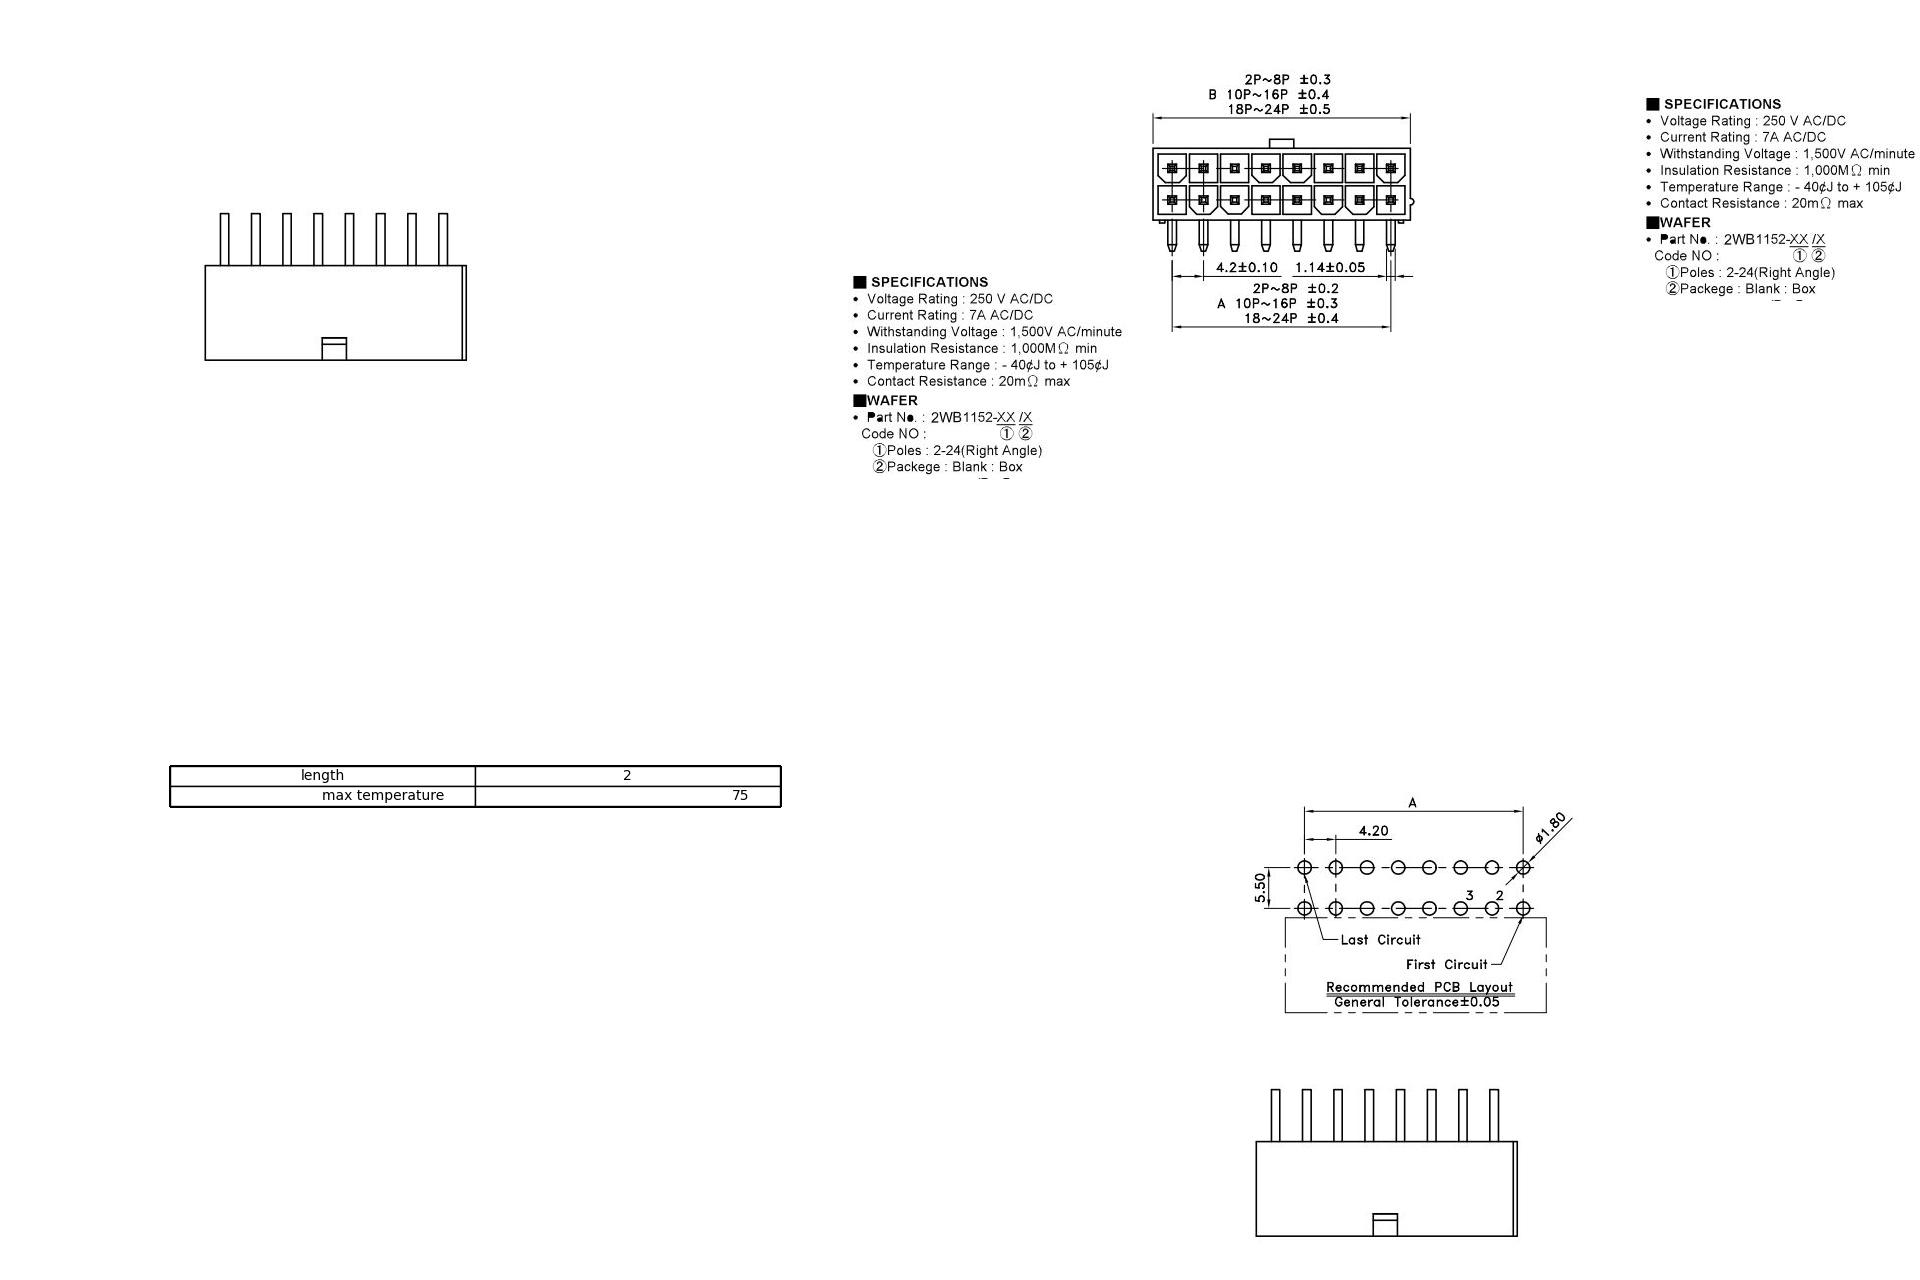 2P~8P ±0.3
B 10P~16P ±0.4
18P~24P ±0.5
4.2±0.10 1.14±0.05
2P~8P ±0.2
A 10P~16P ±0.3
18~24P ±0.4
■ SPECIFICATIONS
• Voltage Rating : 250 V AC/DC
• Current Rating : 7A AC/DC
• Withstanding Voltage : 1,500V AC/minute
• Insulation Resistance : 1,000MΩ min
• Temperature Range : - 40¢J to + 105¢J
• Contact Resistance : 20mΩ max
■WAFER
• Part No. : 2WB1152-XX /X
Code NO : ① ②
①Poles : 2-24(Right Angle)
②Packege : Blank : Box
■ SPECIFICATIONS
• Voltage Rating : 250 V AC/DC
• Current Rating : 7A AC/DC
• Withstanding Voltage : 1,500V AC/minute
• Insulation Resistance : 1,000MΩ min
• Temperature Range : - 40¢J to + 105¢J
• Contact Resistance : 20mΩ max
■WAFER
• Part No. : 2WB1152-XX /X
Code NO : ① ②
①Poles : 2-24(Right Angle)
②Packege : Blank : Box
length 2
max temperature 75
A
4.20
ø1.80
5.50
3 2
Last Circuit
First Circuit
Recommended PCB Layout
General Tolerance±0.05